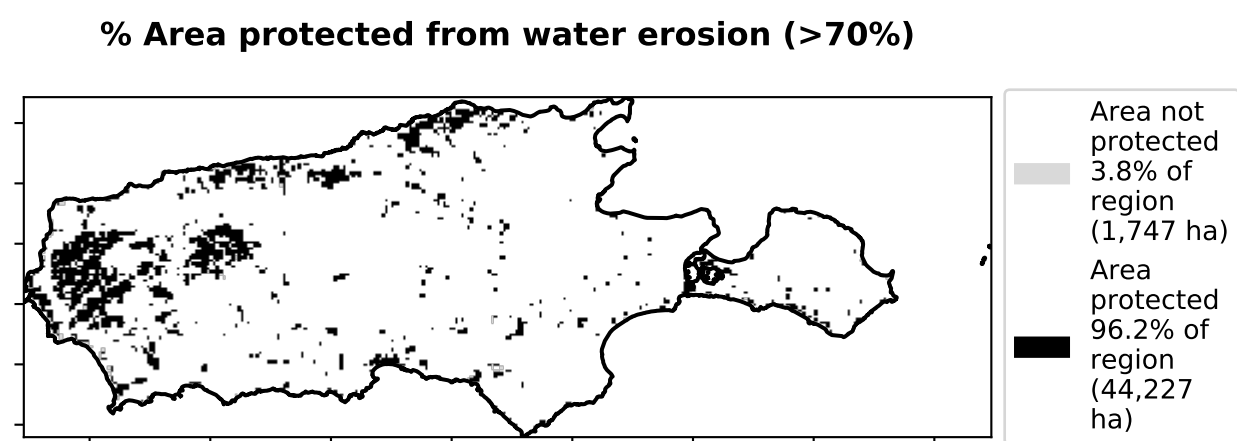 % Area protected from water erosion (>70%)
Area not
protected
3.8% of
region
(1,747 ha)
Area
protected
96.2% of
region
(44,227
ha)